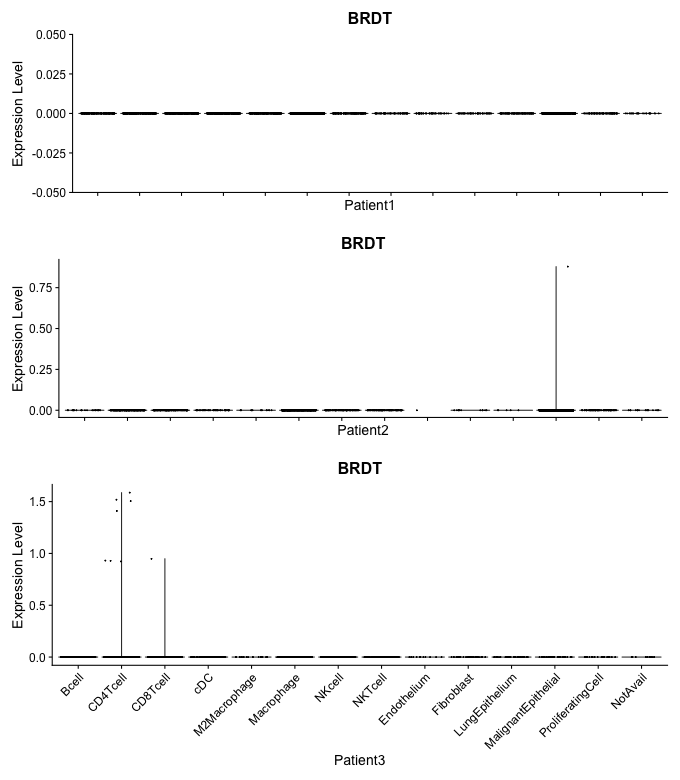 BRDT
Expression Level
0.050
0.025
0.000
-0.025
-0.050
Patient1
BRDT
Expression Level
0.75
0.50
0.25
0.00
Patient2
BRDT
Expression Level
1.5
1.0
0.5
0.0
Bcell
CD4Tcell
CD8Tcell
cDC
M2Macrophage
Macrophage
NKcell
NKTcell
Endothelium
Fibroblast
LungEpithelium
MalignantEpithelial
ProliferatingCell
NotAvail
Patient3